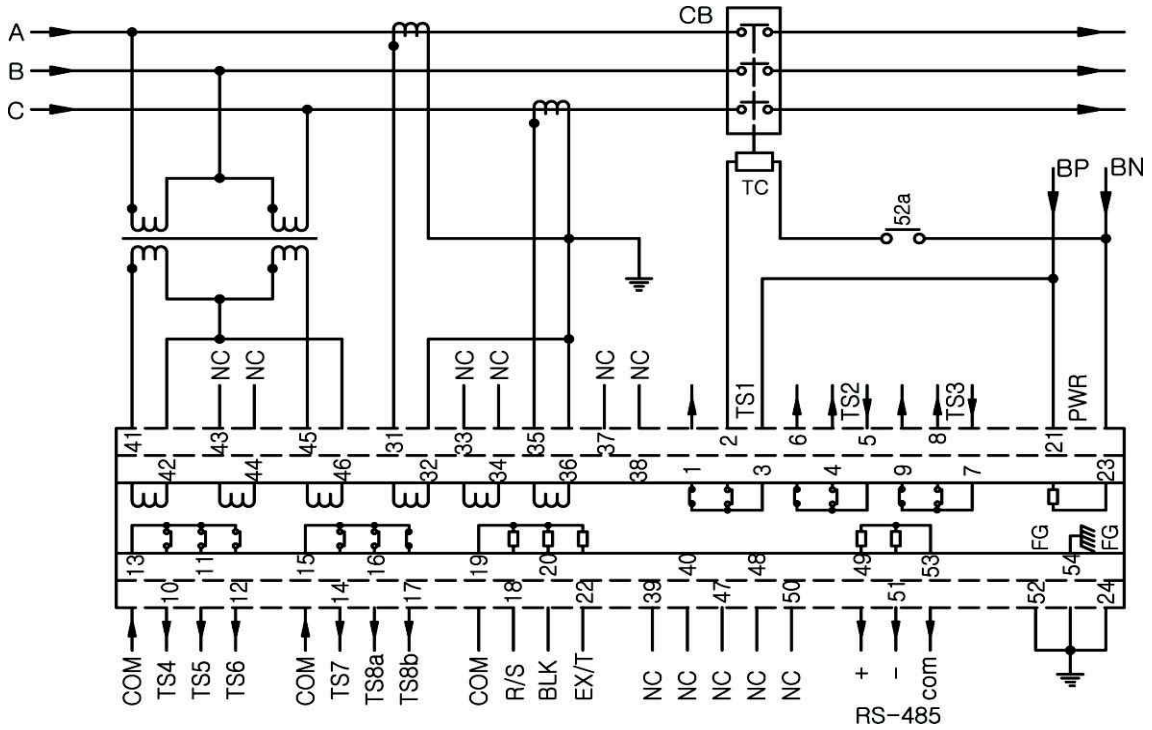 A
B
C
CB
TC
52a
BP
BN
NC
NC
NC
NC
NC
NC
TS1
TS2
TS3
PWR
41
43
45
31
33
35
37
2
6
5
8
21
42
44
46
32
34
36
38
1
3
4
9
7
23
FG
FG
13
11
15
16
19
20
40
48
49
53
54
10
12
14
17
18
22
39
47
50
51
52
24
COM
TS4
TS5
TS6
COM
TS7
TS8a
TS8b
COM
R/S
BLK
EX/T
NC
NC
NC
NC
NC
+
-
com
RS-485